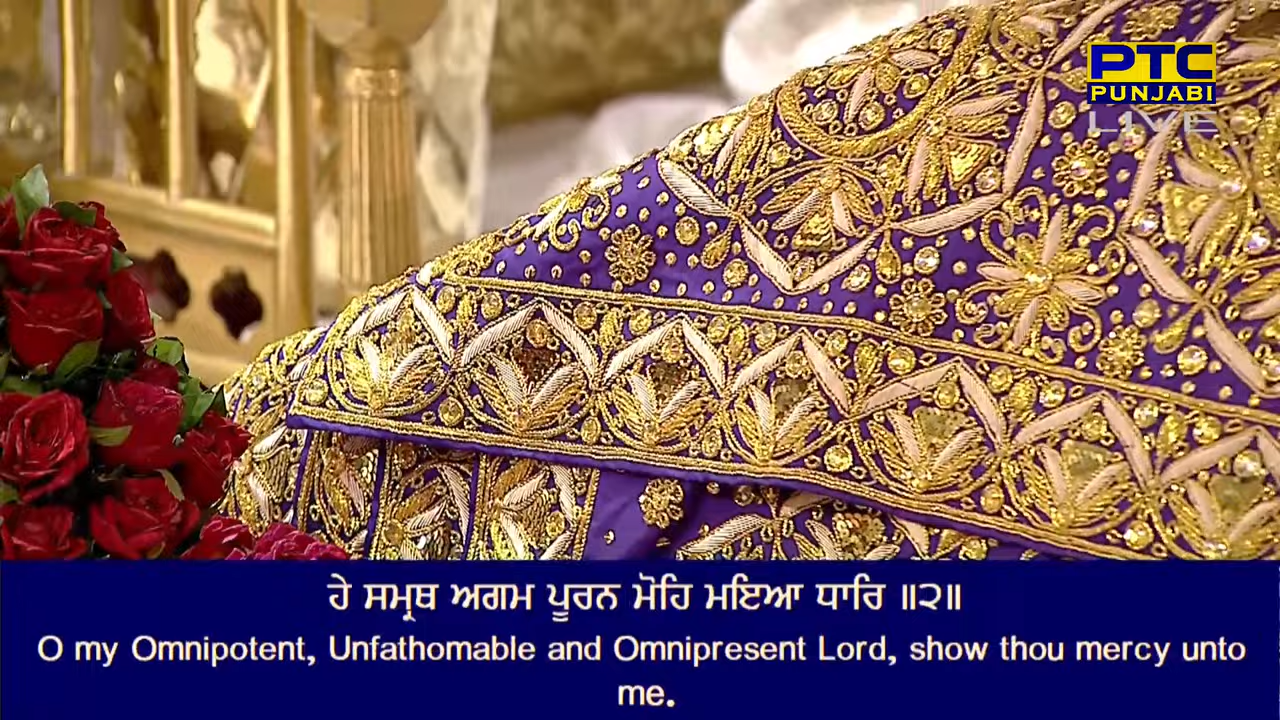 PTC
PUNJABI
LIVE
ਹੇ ਸਮ੍ਰਥ ਅਗਮ ਪੂਰਨ ਮੋਹਿ ਮਇਆ ਧਾਰਿ ॥੨॥
O my Omnipotent, Unfathomable and Omnipresent Lord, show thou mercy unto
me.